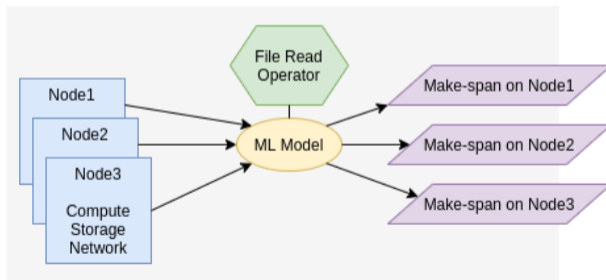 File Read
Operator
Node1
Node2
Node3
Compute
Storage
Network
ML Model
Make-span on Node1
Make-span on Node2
Make-span on Node3